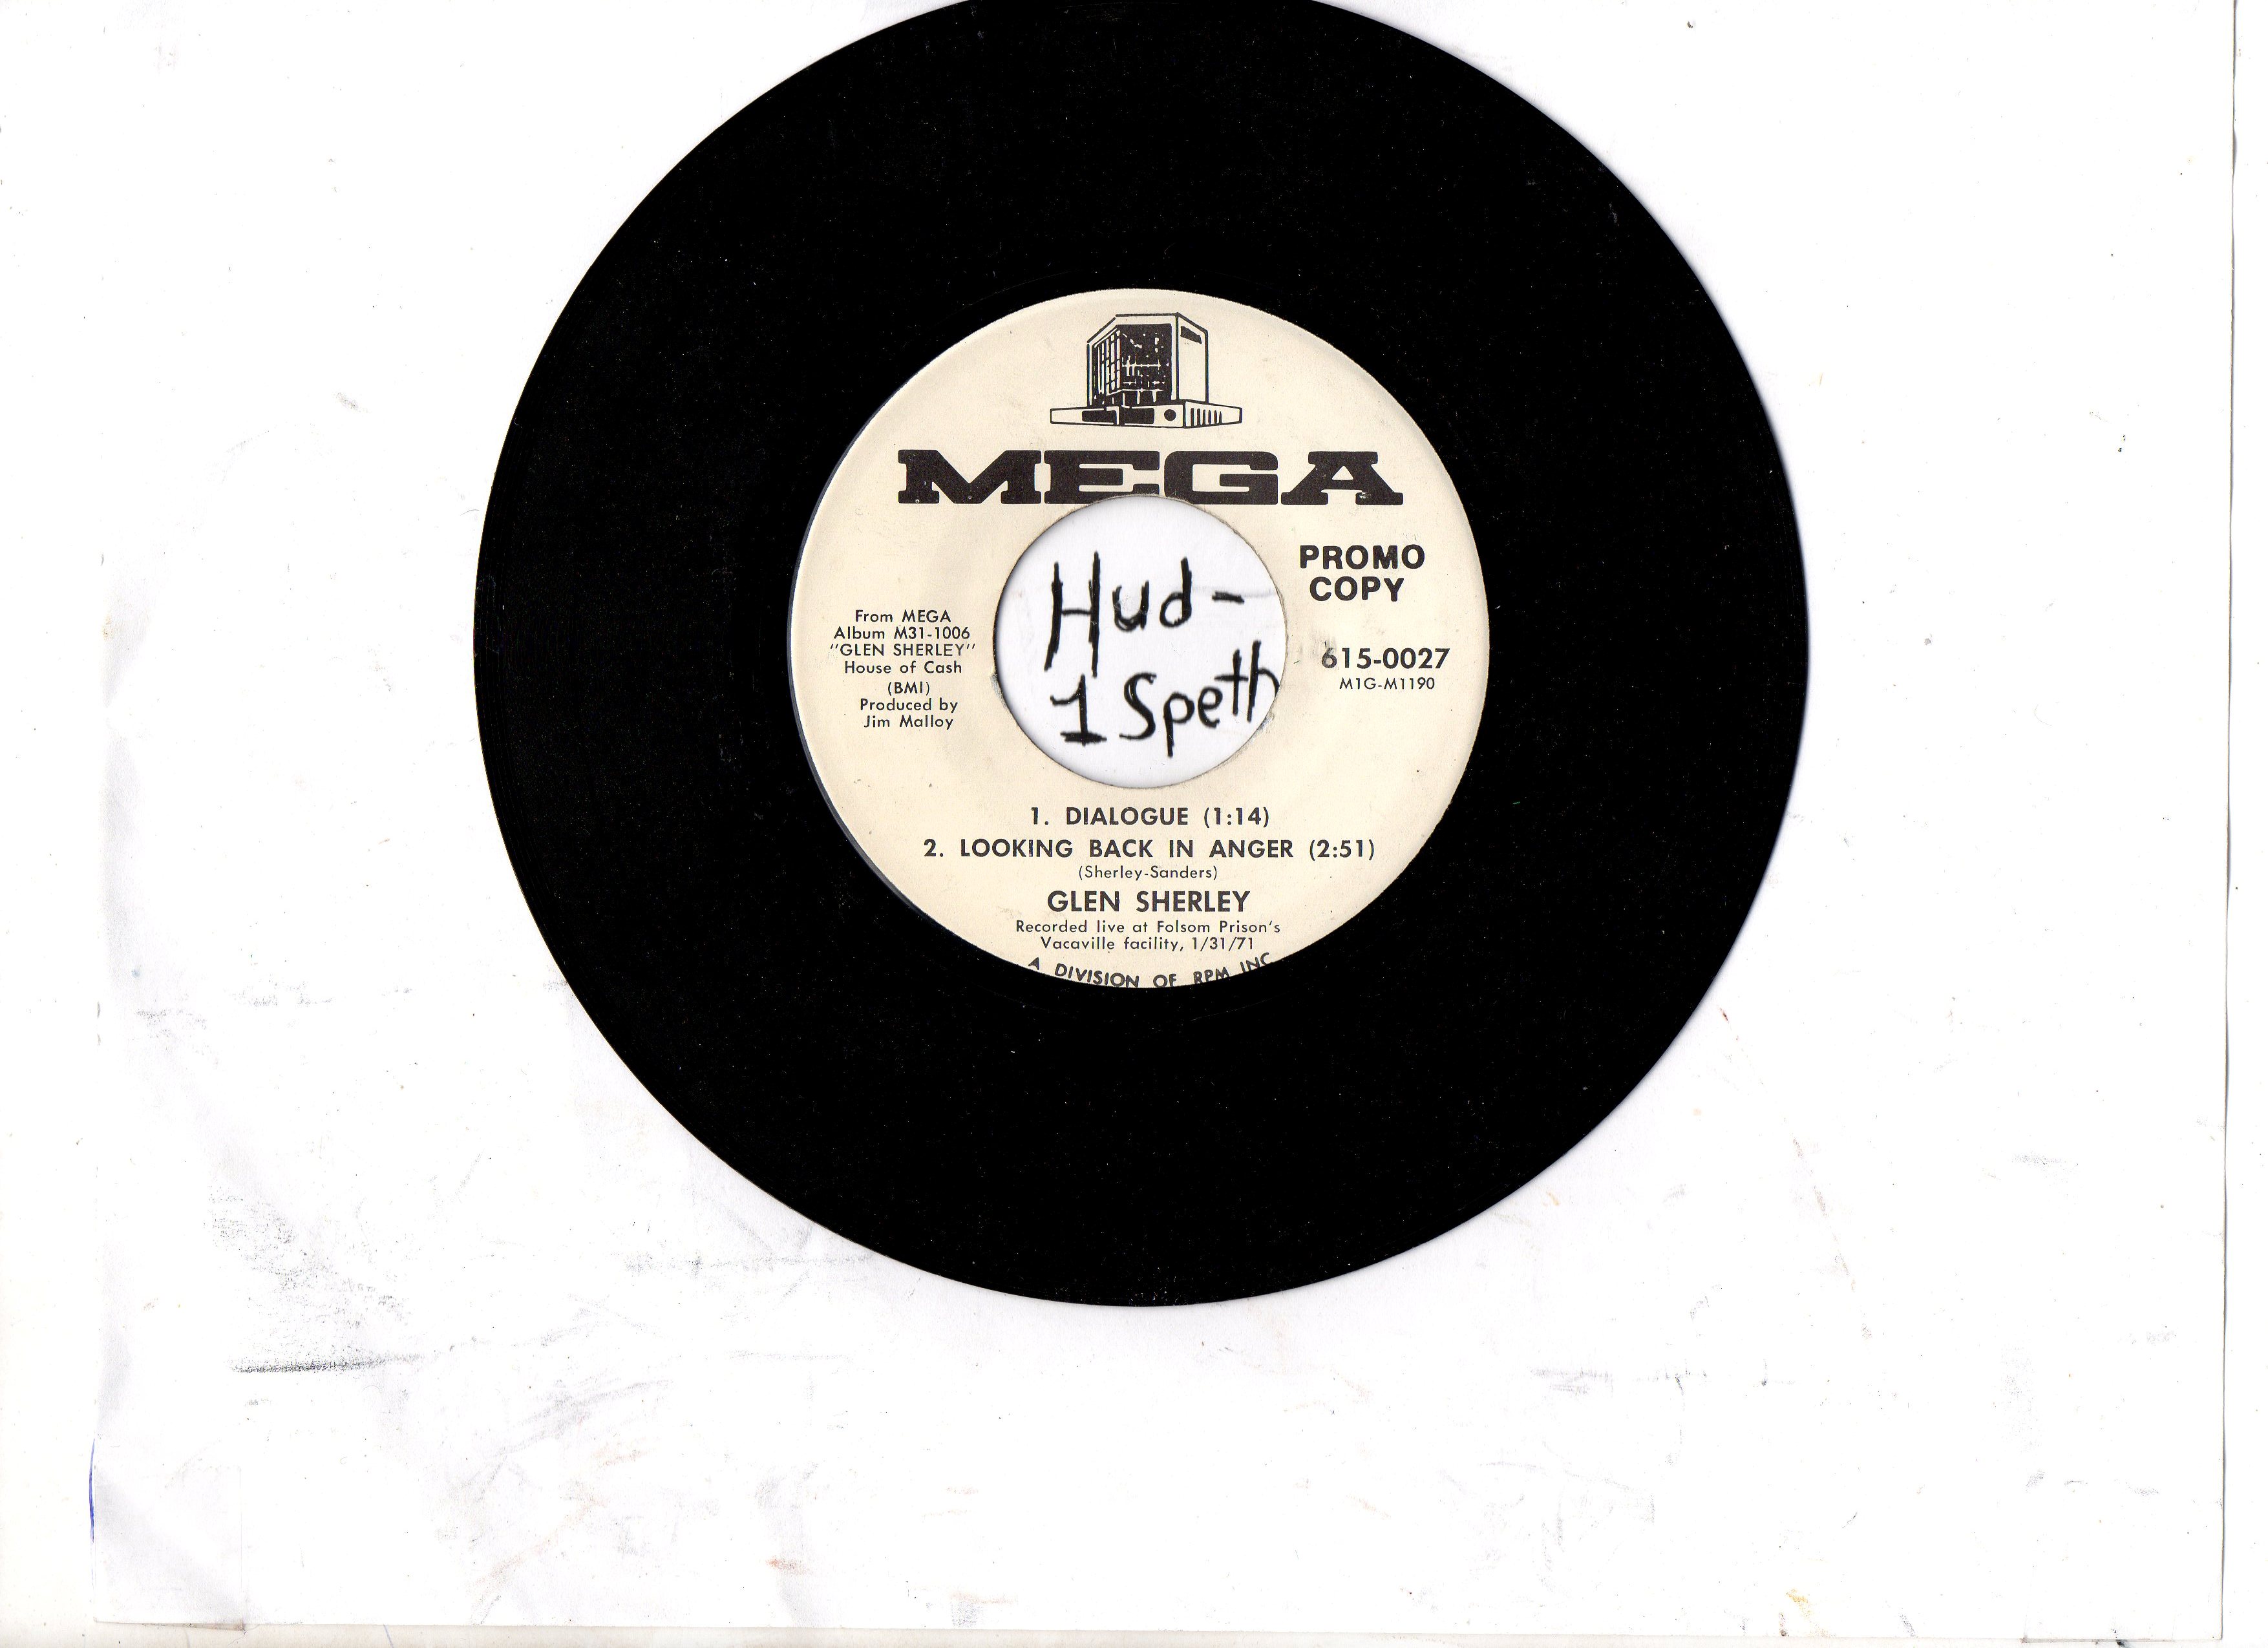 MEGA
PROMO
COPY
From MEGA
Album M31-1006
"GLEN SHERLEY"
House of Cash
(BMI)
Produced by
Jim Malloy
Hud-
1 Speth
615-0027
M1G-M1190
1. DIALOGUE (1:14)
2. LOOKING BACK IN ANGER (2:51)
(Sherley-Sanders)
GLEN SHERLEY
Recorded live at Folsom Prison's
Vacaville facility, 1/31/71
A DIVISION OF RPM INC.